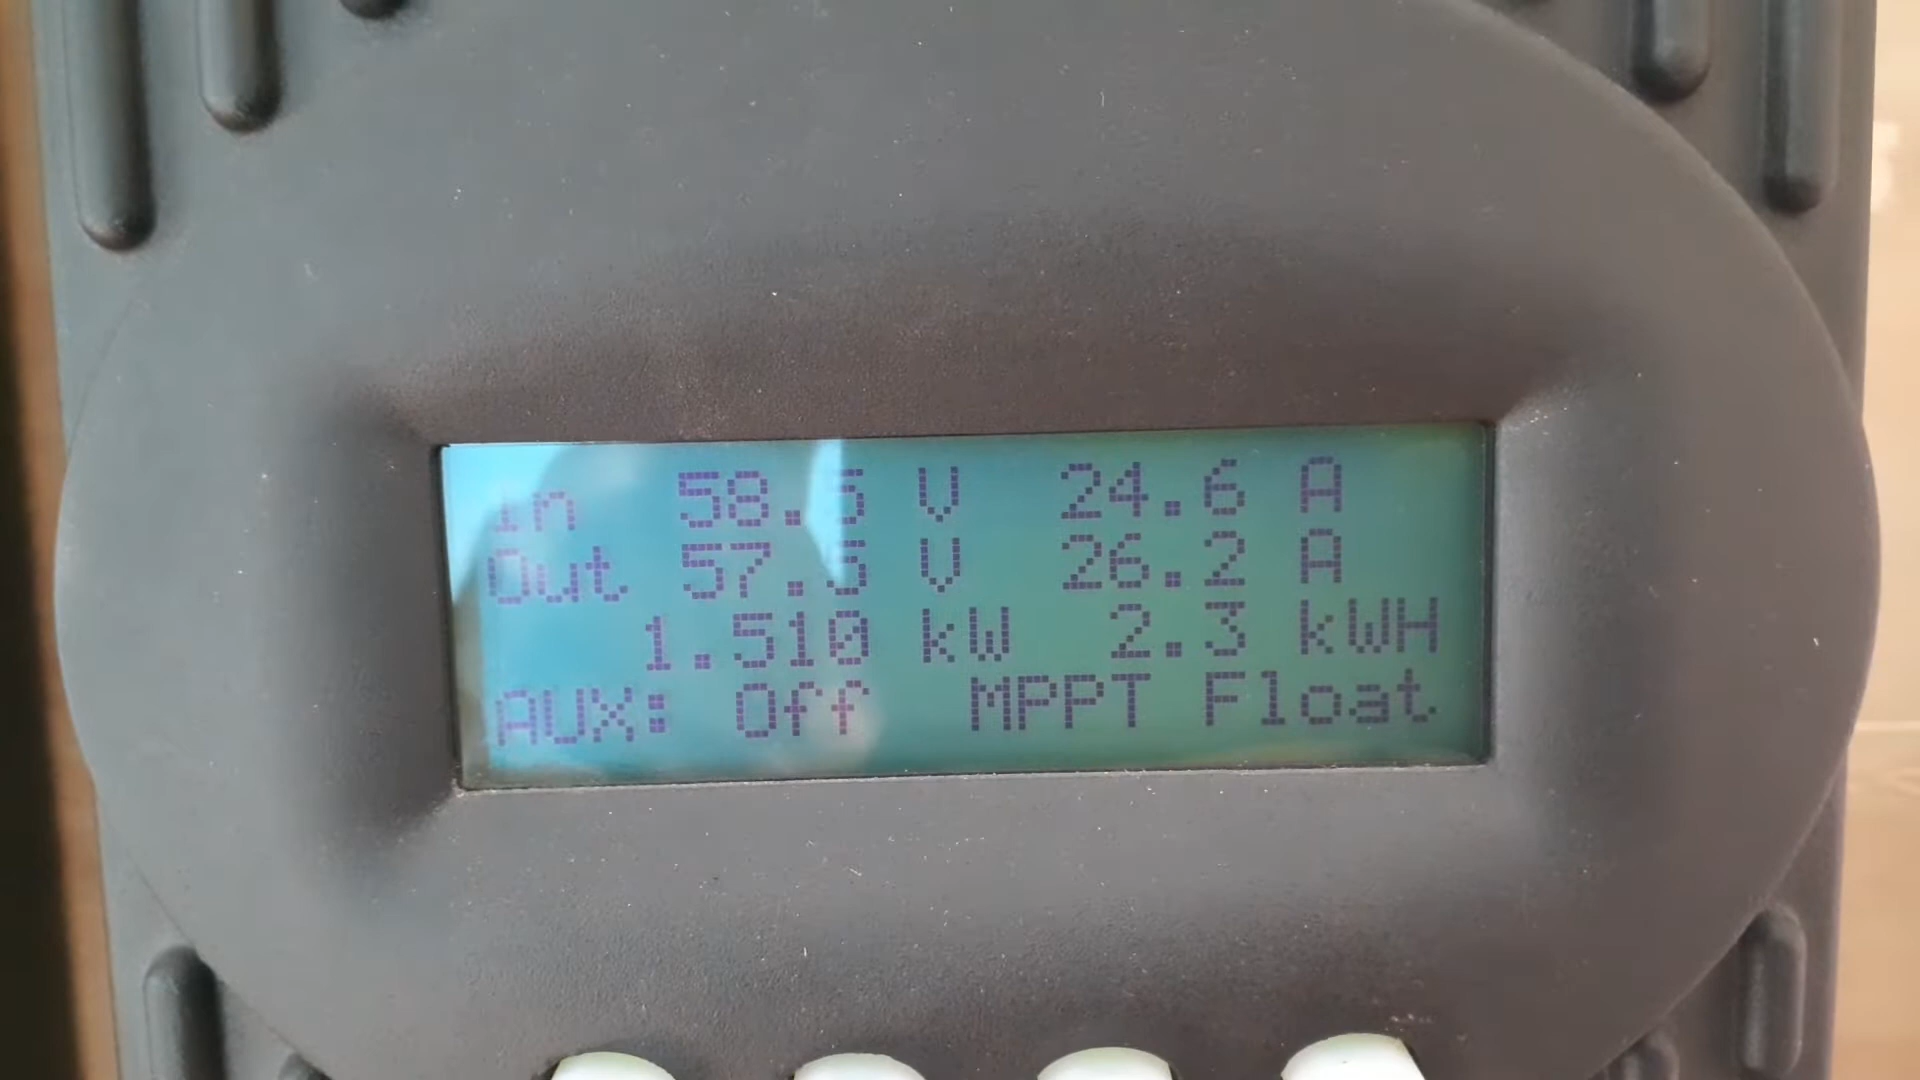 In 58.5 V 24.6 A
Out 57.5 V 26.2 A
1.510 kW 2.3 kWH
AUX: Off MPPT Float